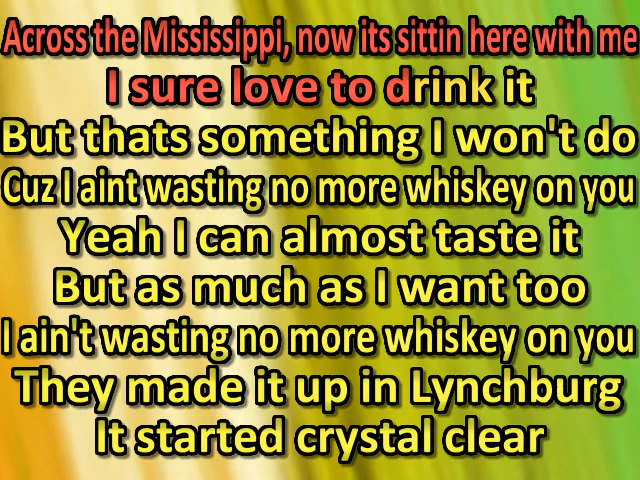 Across the Mississippi, now its sittin here with me
I sure love to drink it
But thats something I won't do
Cuz I aint wasting no more whiskey on you
Yeah I can almost taste it
But as much as I want too
I ain't wasting no more whiskey on you
They made it up in Lynchburg
It started crystal clear